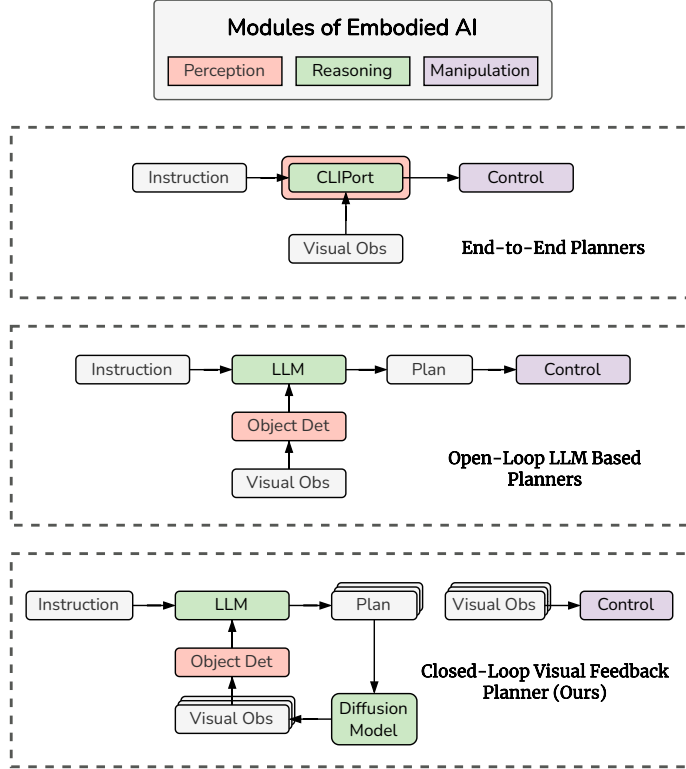 Modules of Embodied AI
Perception
Reasoning
Manipulation
Instruction
CLIPort
Control
Visual Obs
End-to-End Planners
Instruction
LLM
Plan
Control
Object Det
Visual Obs
Open-Loop LLM Based
Planners
Instruction
LLM
Plan
Visual Obs
Control
Object Det
Closed-Loop Visual Feedback
Planner (Ours)
Visual Obs
Diffusion
Model